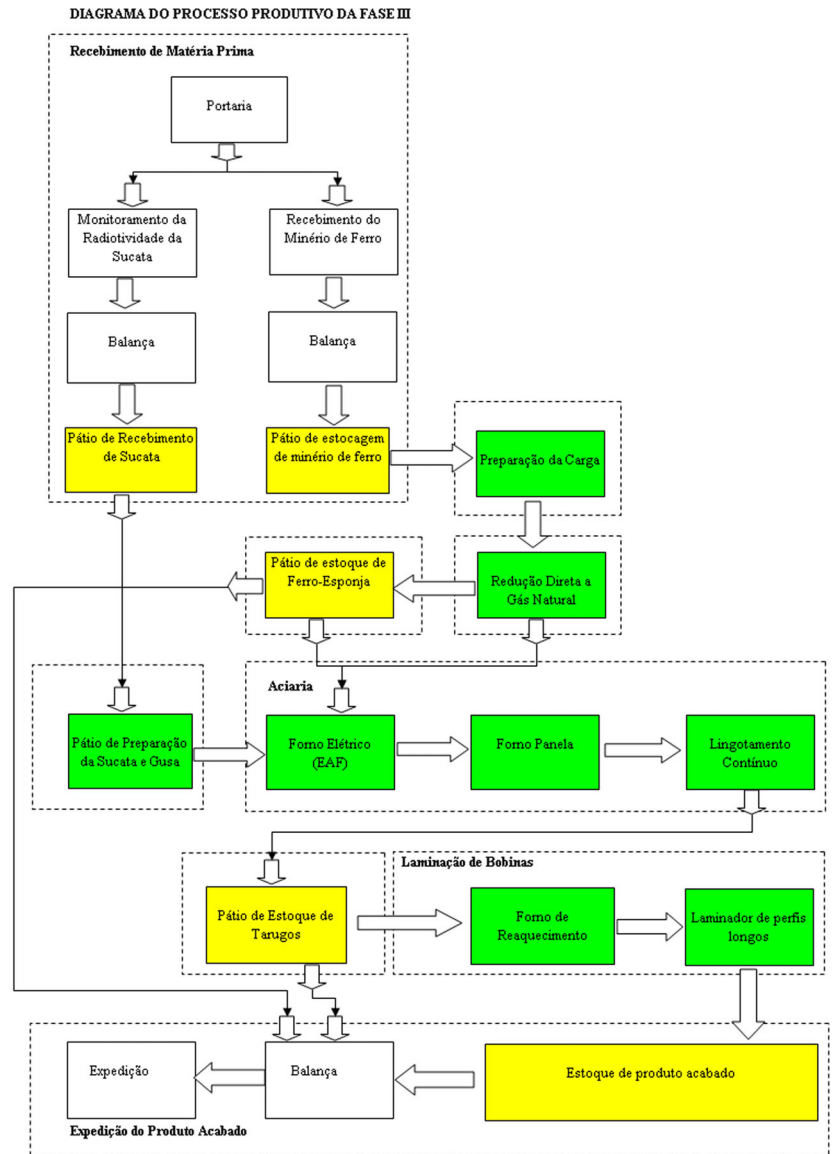 DIAGRAMA DO PROCESSO PRODUTIVO DA FASE III
Recebimento de Matéria Prima
Portaria
Monitoramento da
Radiotividade da
Sucata
Recebimento do
Minério de Ferro
Balança
Balança
Pátio de Recebimento
de Sucata
Pátio de estocagem
de minério de ferro
Preparação da Carga
Pátio de estoque de
Ferro-Esponja
Redução Direta a
Gás Natural
Aciaria
Pátio de Preparação
da Sucata e Gusa
Forno Elétrico
(EAF)
Forno Panela
Lingotamento
Contínuo
Laminação de Bobinas
Pátio de Estoque de
Tarugos
Forno de
Reaquecimento
Laminador de perfis
longos
Expedição
Balança
Estoque de produto acabado
Expedição do Produto Acabado